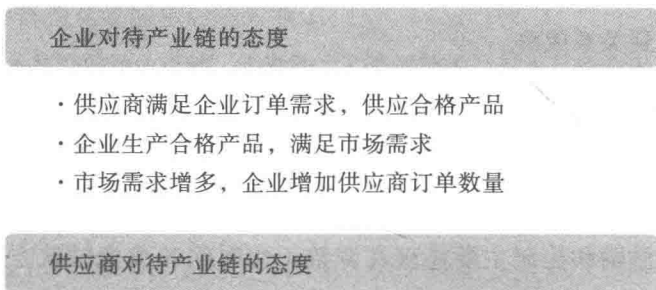 企业对待产业链的态度
·供应商满足企业订单需求，供应合格产品
·企业生产合格产品，满足市场需求
·市场需求增多，企业增加供应商订单数量
供应商对待产业链的态度